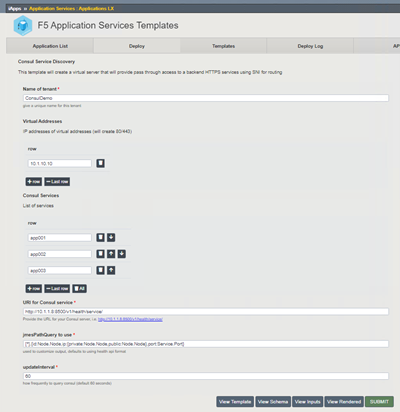 iApps » Application Services : Applications LX
F5 Application Services Templates
Application List Deploy Templates Deploy Log AP
Consul Service Discovery
This template will create a virtual server that will provide pass through access to a backend HTTPS services using SNI for routing
Name of tenant *
ConsulDemo
give a unique name for this tenant
Virtual Addresses
IP addresses of virtual addresses (will create 80/443)
row
10.1.10.10
+ row − Last row
Consul Services
List of services
row
app001
app002
app003
+ row − Last row All
URI for Consul service *
http://10.1.1.8:8500/v1/health/service/
Provide the URL for your Consul server, i.e. http://10.1.1.8:8500/v1/health/service/
jmesPathQuery to use *
[*].{id:Node.Node,ip:{private:Node.Node,public:Node.Node},port:Service.Port}
used to customize output, defaults to using health api format
updateInterval *
60
how frequently to query consul (default 60 seconds)
View Template View Schema View Inputs View Rendered SUBMIT